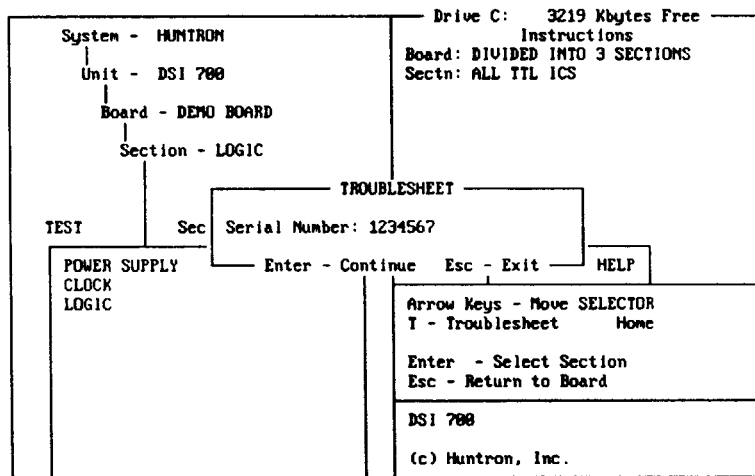 Drive C: 3219 Kbytes Free
System - HUNTRON
Instructions
Board: DIVIDED INTO 3 SECTIONS
Unit - DSI 700
Sectn: ALL TTL ICS
Board - DEMO BOARD
Section - LOGIC
TROUBLESHEET
TEST
Sec
Serial Number: 1234567
POWER SUPPLY
Enter - Continue Esc - Exit
HELP
CLOCK
LOGIC
Arrow Keys - Move SELECTOR
T - Troublesheet Home
Enter - Select Section
Esc - Return to Board
DSI 700
(c) Huntron, Inc.